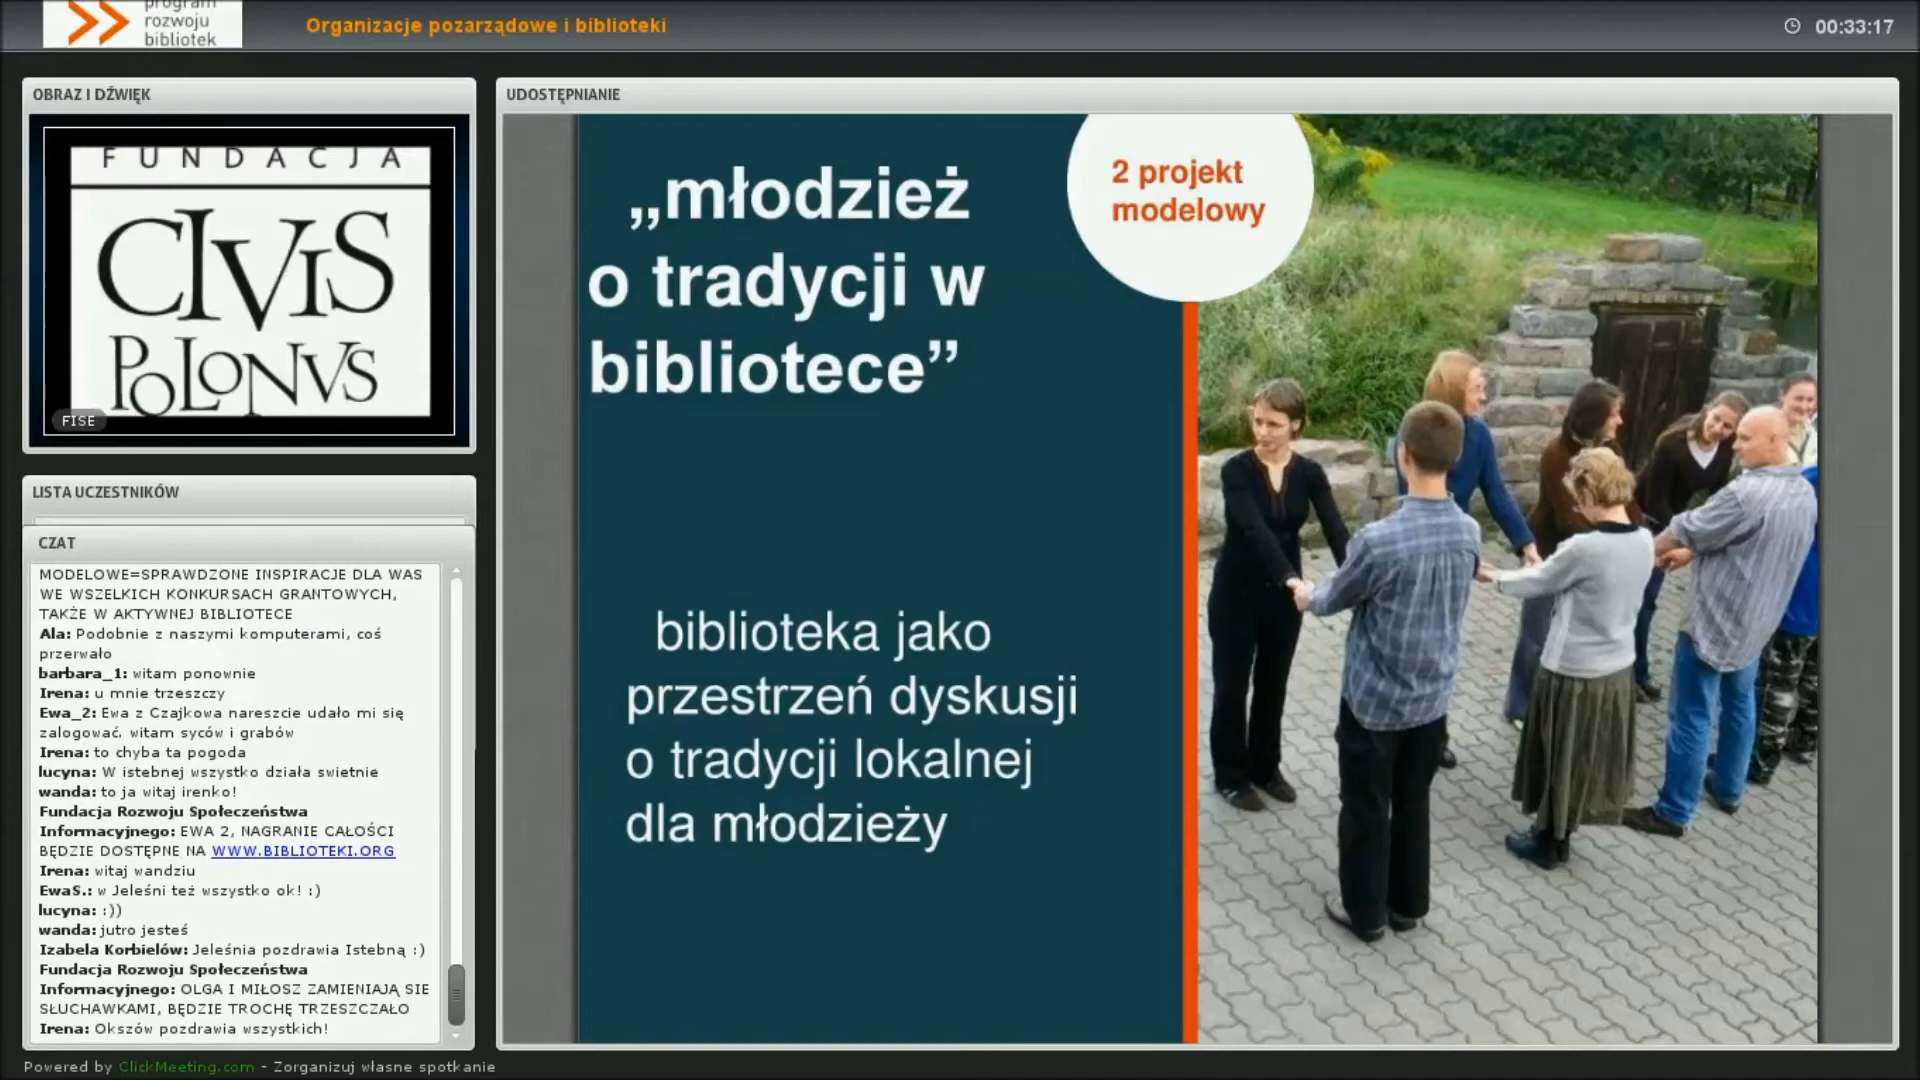 program
rozwoju
bibliotek
Organizacje pozarządowe i biblioteki
00:33:17
OBRAZ I DŹWIĘK
FUNDACJA
CIVIS
POLONVS
FISE
LISTA UCZESTNIKÓW
CZAT
MODELOWE=SPRAWDZONE INSPIRACJE DLA WAS
WE WSZELKICH KONKURSACH GRANTOWYCH,
TAKŻE W AKTYWNEJ BIBLIOTECE
Ala: Podobnie z naszymi komputerami, coś
przerwało
barbara_1: witam ponownie
Irena: u mnie trzeszczy
Ewa_2: Ewa z Czajkowa nareszcie udało mi się
zalogować. witam syców i grabów
Irena: to chyba ta pogoda
lucyna: W istebnej wszystko działa swietnie
wanda: to ja witaj irenko!
Fundacja Rozwoju Społeczeństwa
Informacyjnego: EWA 2, NAGRANIE CAŁOŚCI
BĘDZIE DOSTĘPNE NA WWW.BIBLIOTEKI.ORG
Irena: witaj wandziu
EwaS.: w Jeleśni też wszystko ok! :)
lucyna: :))
wanda: jutro jesteś
Izabela Korbielów: Jeleśnia pozdrawia Istebną :)
Fundacja Rozwoju Społeczeństwa
Informacyjnego: OLGA I MIŁOSZ ZAMIENIAJĄ SIE
SŁUCHAWKAMI, BĘDZIE TROCHĘ TRZESZCZAŁO
Irena: Okszów pozdrawia wszystkich!
UDOSTĘPNIANIE
„młodzież
o tradycji w
bibliotece”
2 projekt
modelowy
biblioteka jako
przestrzeń dyskusji
o tradycji lokalnej
dla młodzieży
Powered by ClickMeeting.com - Zorganizuj własne spotkanie